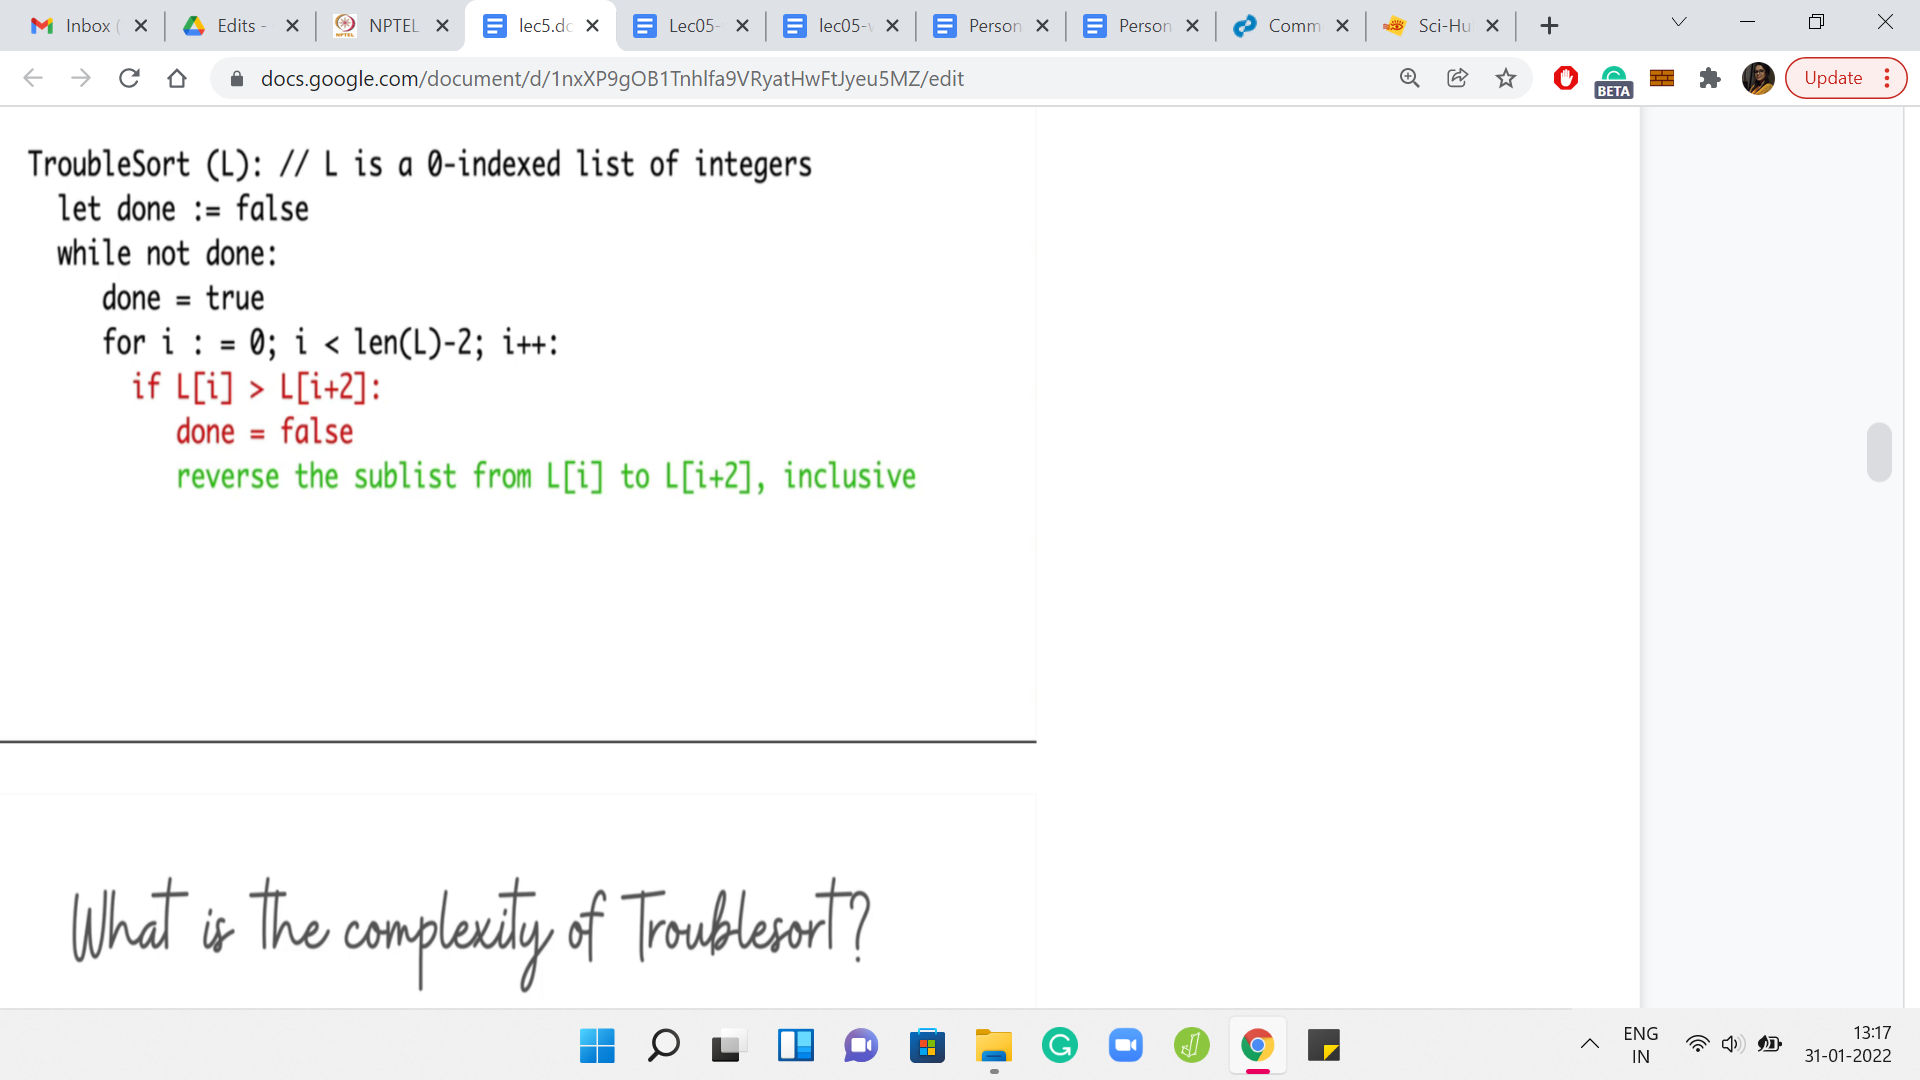 Inbox (
Edits -
NPTEL
lec5.do
Lec05-
lec05-v
Person
Person
Comm
Sci-Hu
docs.google.com/document/d/1nxXP9gOB1Tnhlfa9VRyatHwFtJyeu5MZ/edit
BETA
Update
TroubleSort (L): // L is a 0-indexed list of integers
let done := false
while not done:
done = true
for i : = 0; i < len(L)-2; i++:
if L[i] > L[i+2]:
done = false
reverse the sublist from L[i] to L[i+2], inclusive
What is the complexity of Troublesort?
ENG
IN
13:17
31-01-2022